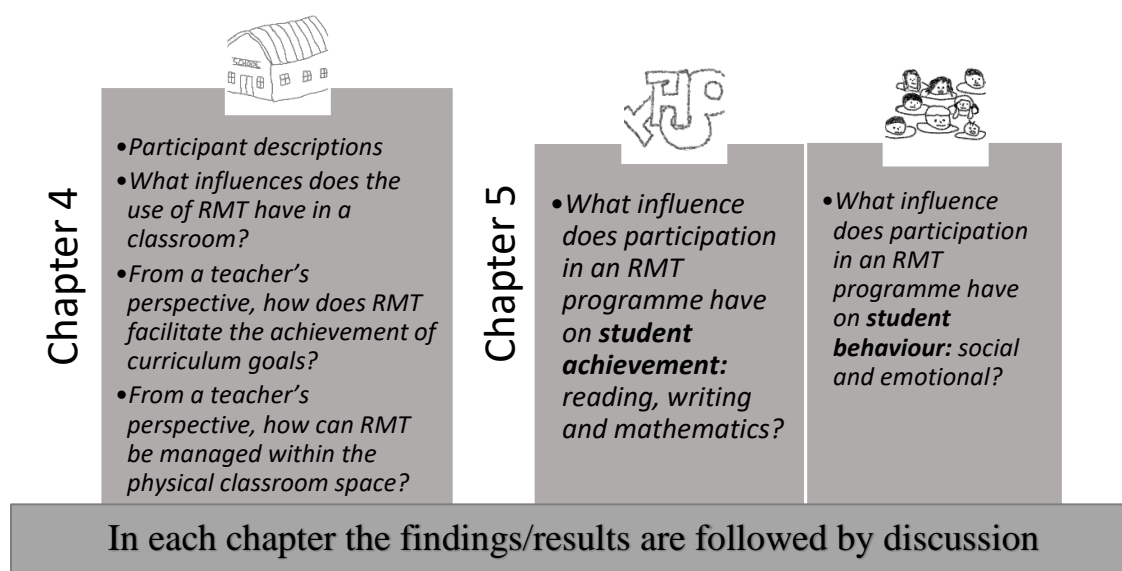 SCHOOL
Chapter 4
•Participant descriptions
•What influences does the
use of RMT have in a
classroom?
•From a teacher's
perspective, how does RMT
facilitate the achievement of
curriculum goals?
•From a teacher's
perspective, how can RMT
be managed within the
physical classroom space?
Chapter 5
•What influence
does participation
in an RMT
programme have
on student
achievement:
reading, writing
and mathematics?
•What influence
does participation
in an RMT
programme have
on student
behaviour: social
and emotional?
In each chapter the findings/results are followed by discussion